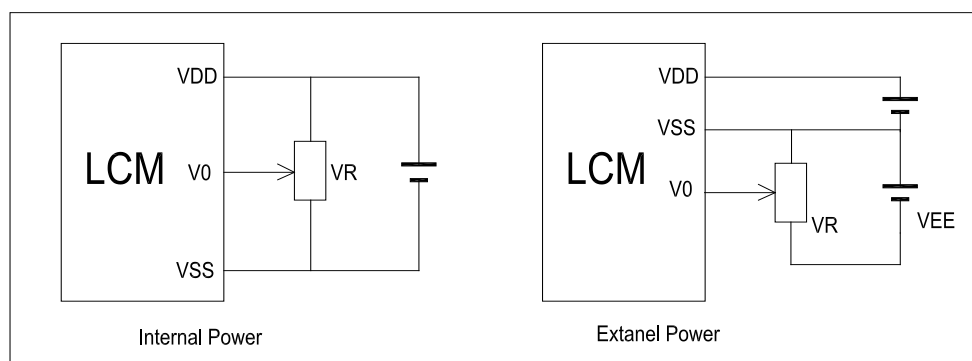 VDD
LCM
V0
VR
VSS
Internal Power
VDD
VSS
LCM
V0
VR
VEE
Extanel Power